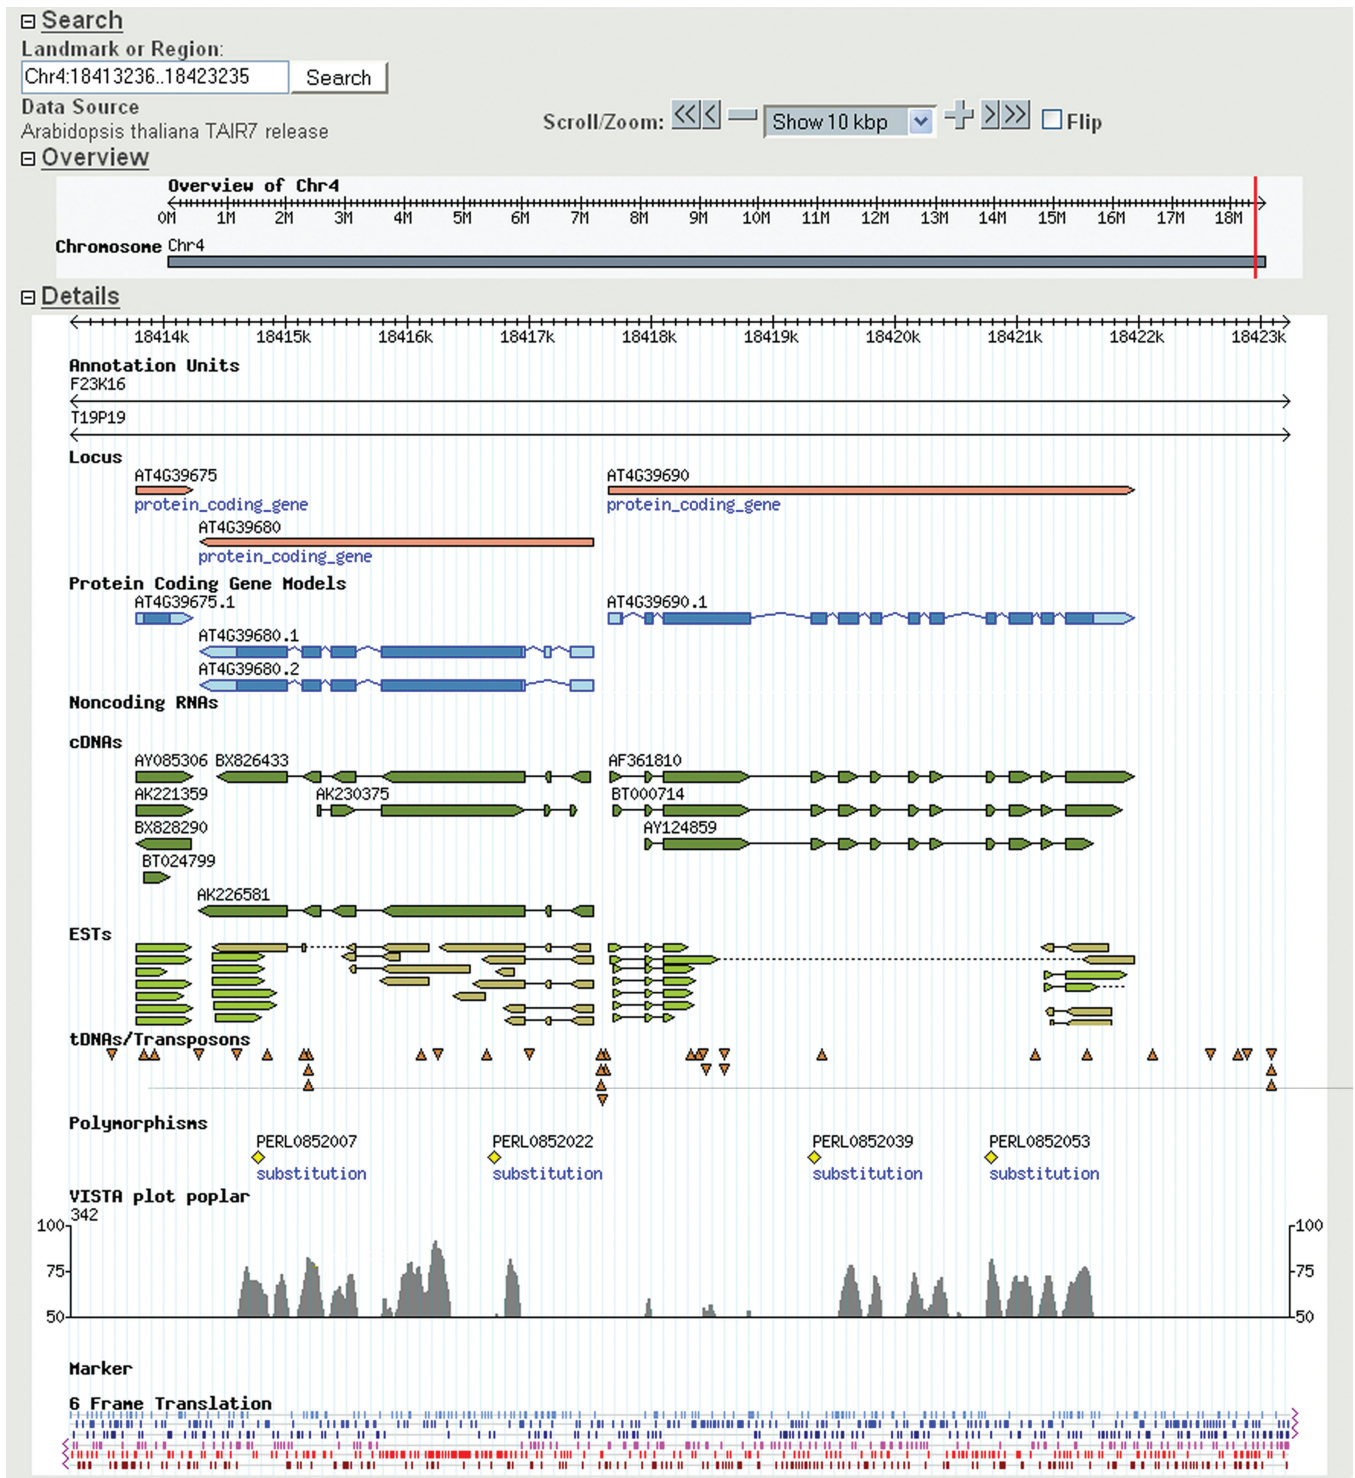 Search
Landmark or Region:
Chr4:18413236..18423235 Search
Data Source
Arabidopsis thaliana TAIR7 release
Scroll/Zoom: << < Show 10 kbp > >> Flip
Overview
Overview of Chr4
0M 1M 2M 3M 4M 5M 6M 7M 8M 9M 10M 11M 12M 13M 14M 15M 16M 17M 18M
Chromosome Chr4
Details
18414k 18415k 18416k 18417k 18418k 18419k 18420k 18421k 18422k 18423k
Annotation Units
F23K16
T19P19
Locus
AT4G39675 AT4G39690
protein_coding_gene protein_coding_gene
AT4G39680
protein_coding_gene
Protein Coding Gene Models
AT4G39675.1 AT4G39690.1
AT4G39680.1
AT4G39680.2
Noncoding RNAs
cDNAs
AY085306 BX826433 AF361810
AK221359 AK230375 BT000714
BX828290 AY124859
BT024799
AK226581
ESTs
tDNAs/Transposons
Polymorphisms
PERL0852007 PERL0852022 PERL0852039 PERL0852053
substitution substitution substitution substitution
VISTA plot poplar
342
100 100
75 75
50 50
Marker
6 Frame Translation